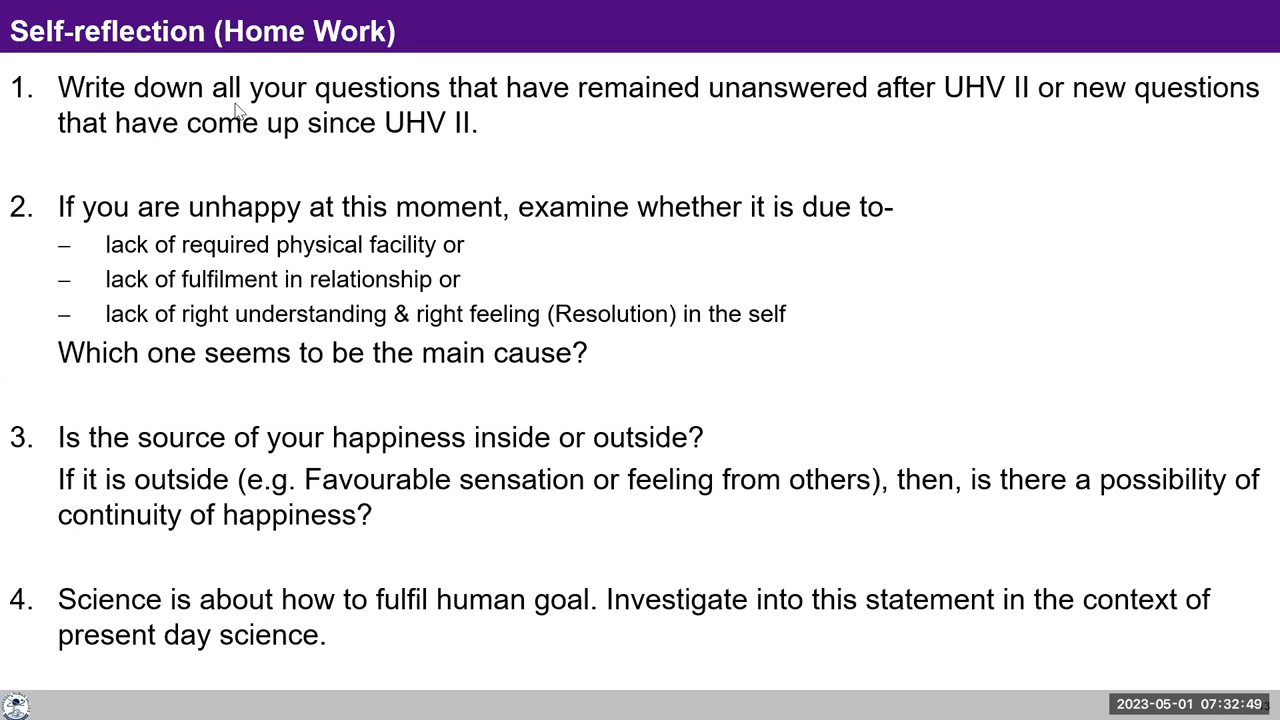 Self-reflection (Home Work)
1. Write down all your questions that have remained unanswered after UHV II or new questions
that have come up since UHV II.
2. If you are unhappy at this moment, examine whether it is due to-
– lack of required physical facility or
– lack of fulfilment in relationship or
– lack of right understanding & right feeling (Resolution) in the self
Which one seems to be the main cause?
3. Is the source of your happiness inside or outside?
If it is outside (e.g. Favourable sensation or feeling from others), then, is there a possibility of
continuity of happiness?
4. Science is about how to fulfil human goal. Investigate into this statement in the context of
present day science.
2023-05-01 07:32:49